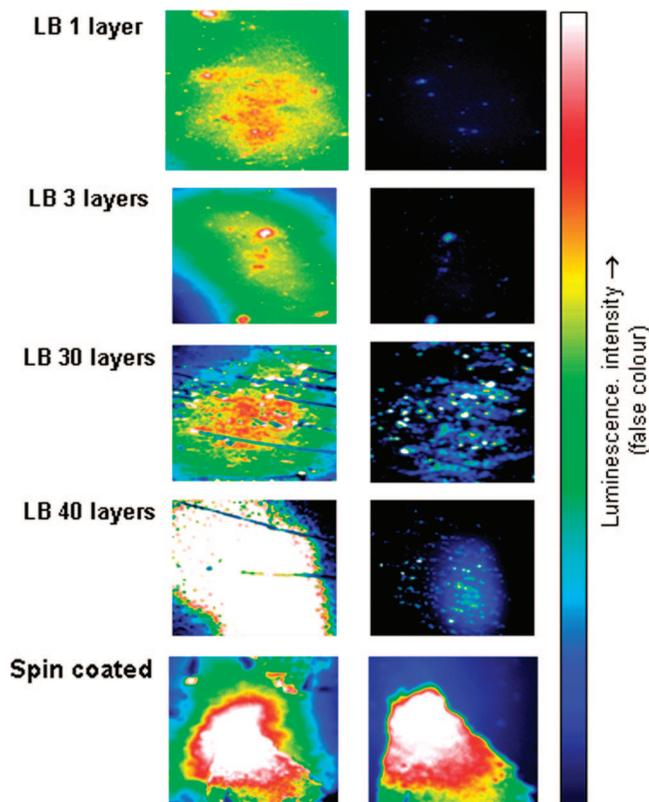 LB 1 layer
LB 3 layers
LB 30 layers
LB 40 layers
Spin coated
Luminescence. intensity →
(false colour)